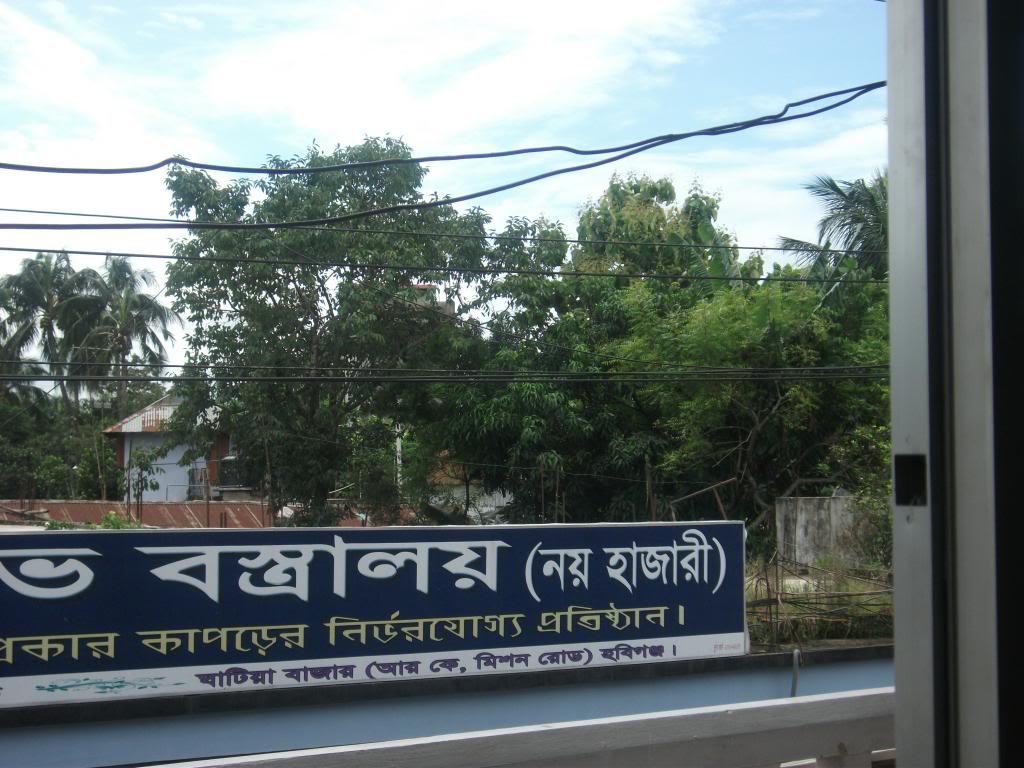 ভ বস্ত্রালয় (নয় হাজারী)
প্রকার কাপড়ের নির্ভরযোগ্য প্রতিষ্ঠান।
ঘাটিয়া বাজার (আর কে, মিশন রোড) হবিগঞ্জ।